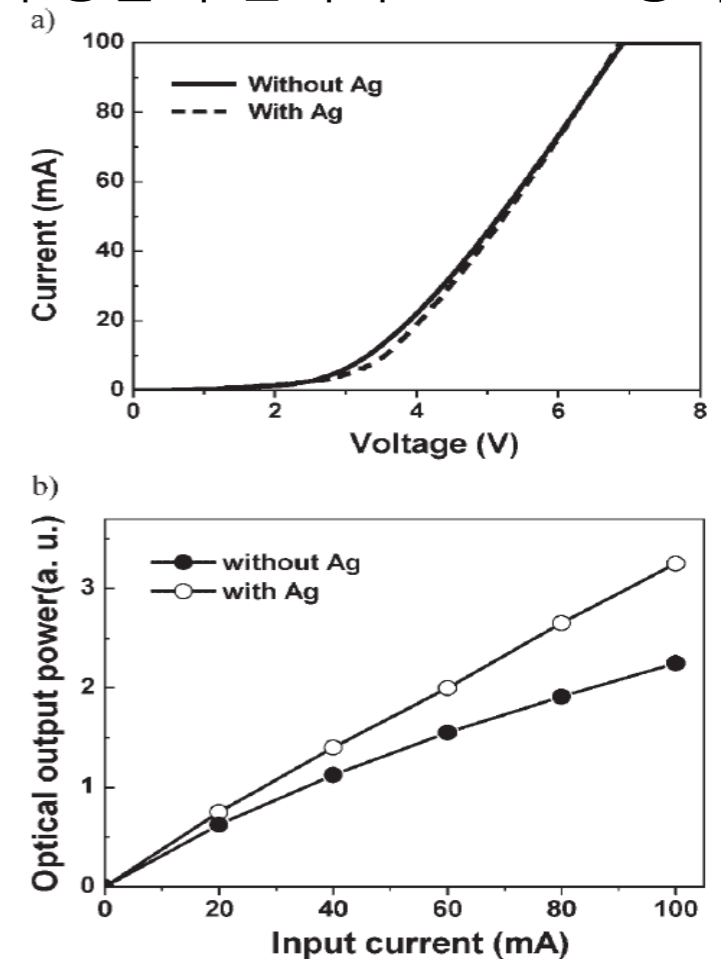 a)
100
Without Ag
With Ag
80
60
40
20
0
Current (mA)
0 2 4 6 8
Voltage (V)
b)
without Ag
with Ag
3
2
1
0
Optical output power(a. u.)
0 20 40 60 80 100
Input current (mA)